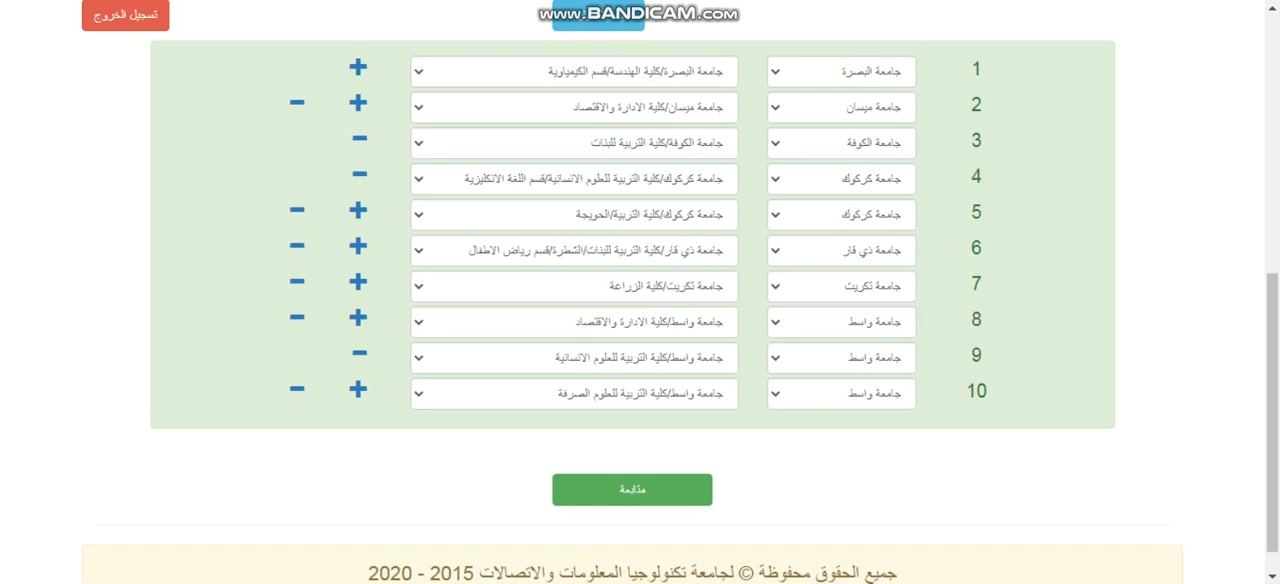 تسجيل الخروج
www.BANDICAM.com
1 جامعة البصرة جامعة البصرة/كلية الهندسة/قسم الكيمياوية +
2 جامعة ميسان جامعة ميسان/كلية الادارة والاقتصاد + -
3 جامعة الكوفة جامعة الكوفة/كلية التربية للبنات -
4 جامعة كركوك جامعة كركوك/كلية التربية للعلوم الانسانية/قسم اللغة الانكليزية -
5 جامعة كركوك جامعة كركوك/كلية التربية/الحويجة + -
6 جامعة ذي قار جامعة ذي قار/كلية التربية للبنات/الشطرة/قسم رياض الاطفال + -
7 جامعة تكريت جامعة تكريت/كلية الزراعة + -
8 جامعة واسط جامعة واسط/كلية الادارة والاقتصاد + -
9 جامعة واسط جامعة واسط/كلية التربية للعلوم الانسانية -
10 جامعة واسط جامعة واسط/كلية التربية للعلوم الصرفة + -
متابعة
جميع الحقوق محفوظة © لجامعة تكنولوجيا المعلومات والاتصالات 2015 - 2020